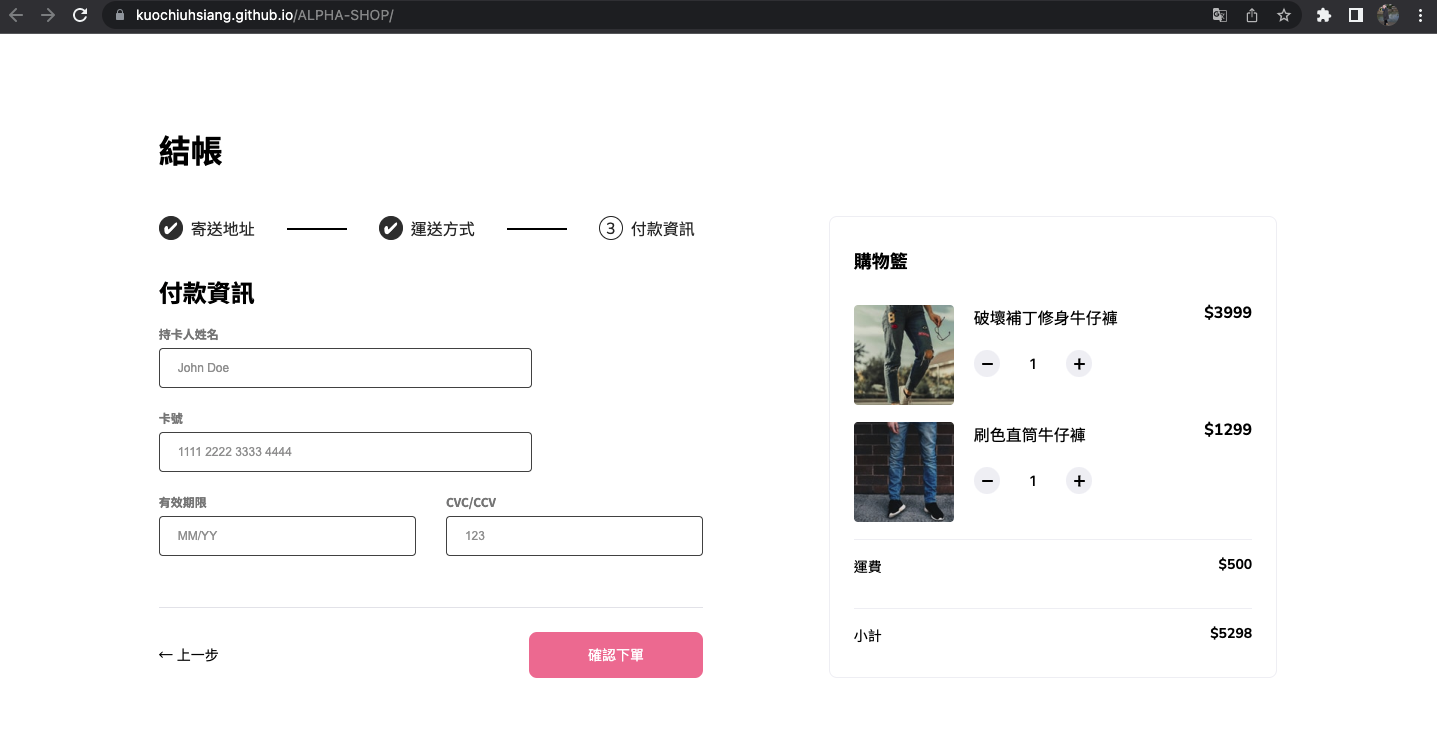 kuochiuhsiang.github.io/ALPHA-SHOP/
結帳
寄送地址
運送方式
3 付款資訊
付款資訊
持卡人姓名
John Doe
卡號
1111 2222 3333 4444
有效期限 CVC/CCV
MM/YY 123
← 上一步 確認下單
購物籃
破壞補丁修身牛仔褲 $3999
− 1 +
刷色直筒牛仔褲 $1299
− 1 +
運費 $500
小計 $5298